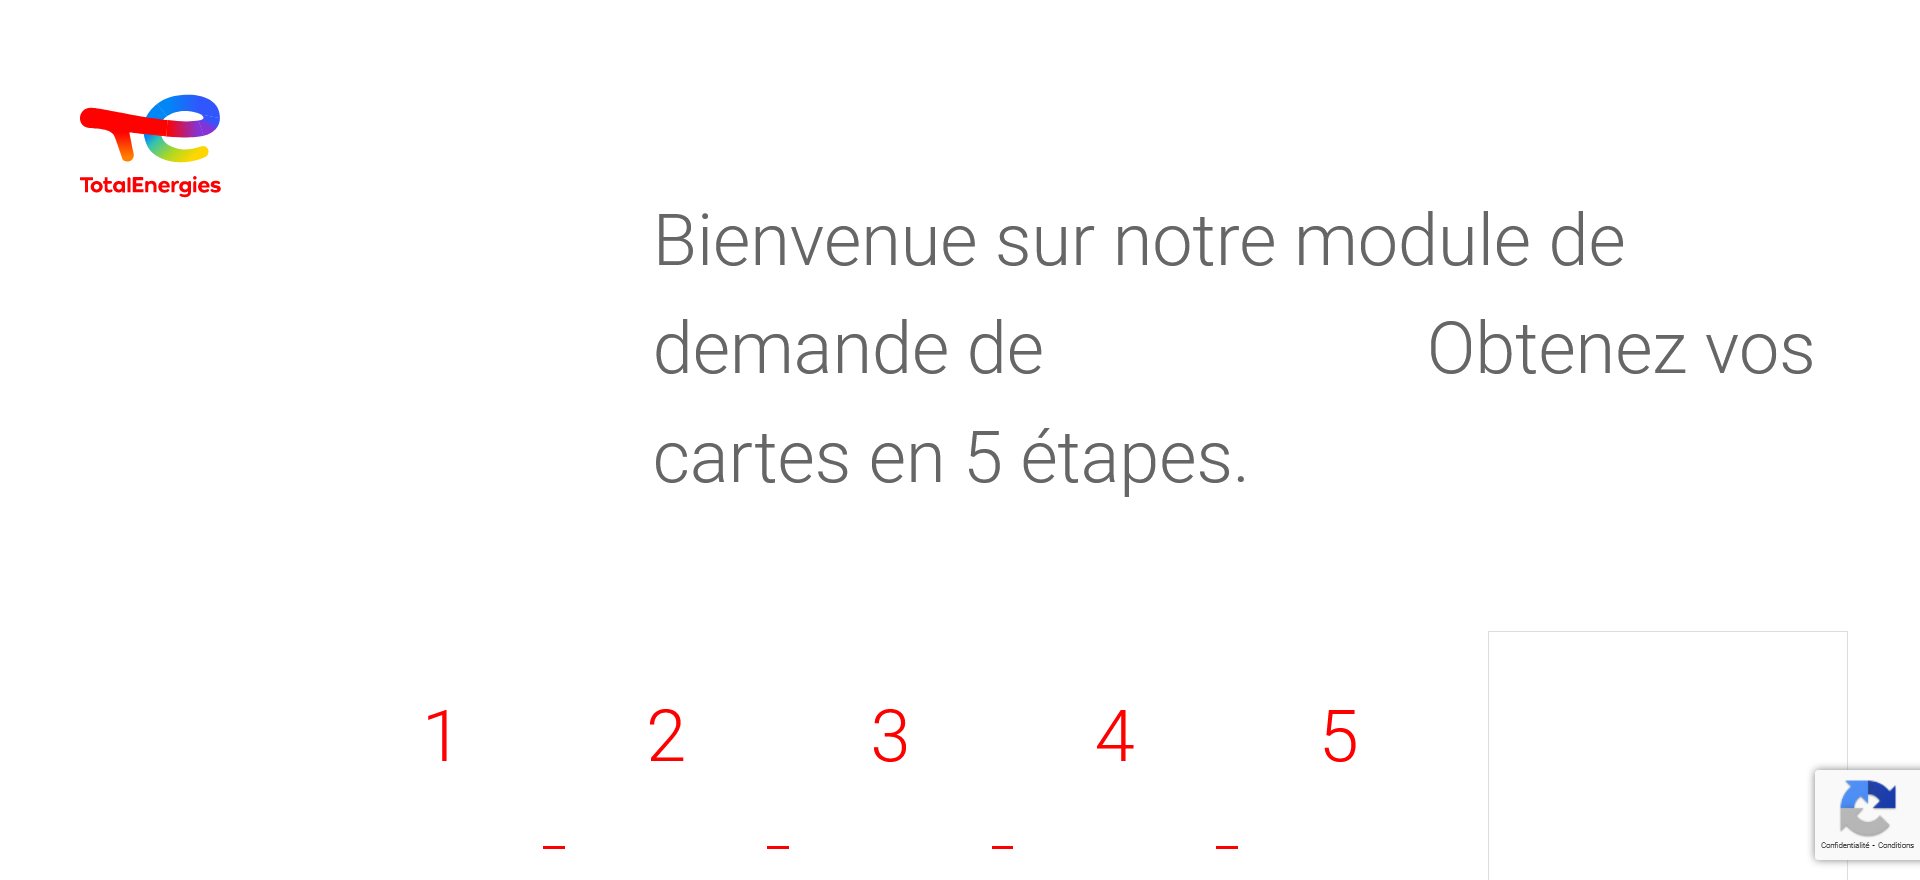 TotalEnergies
Bienvenue sur notre module de
demande de Obtenez vos
cartes en 5 étapes.
1 2 3 4 5
Confidentialité - Conditions